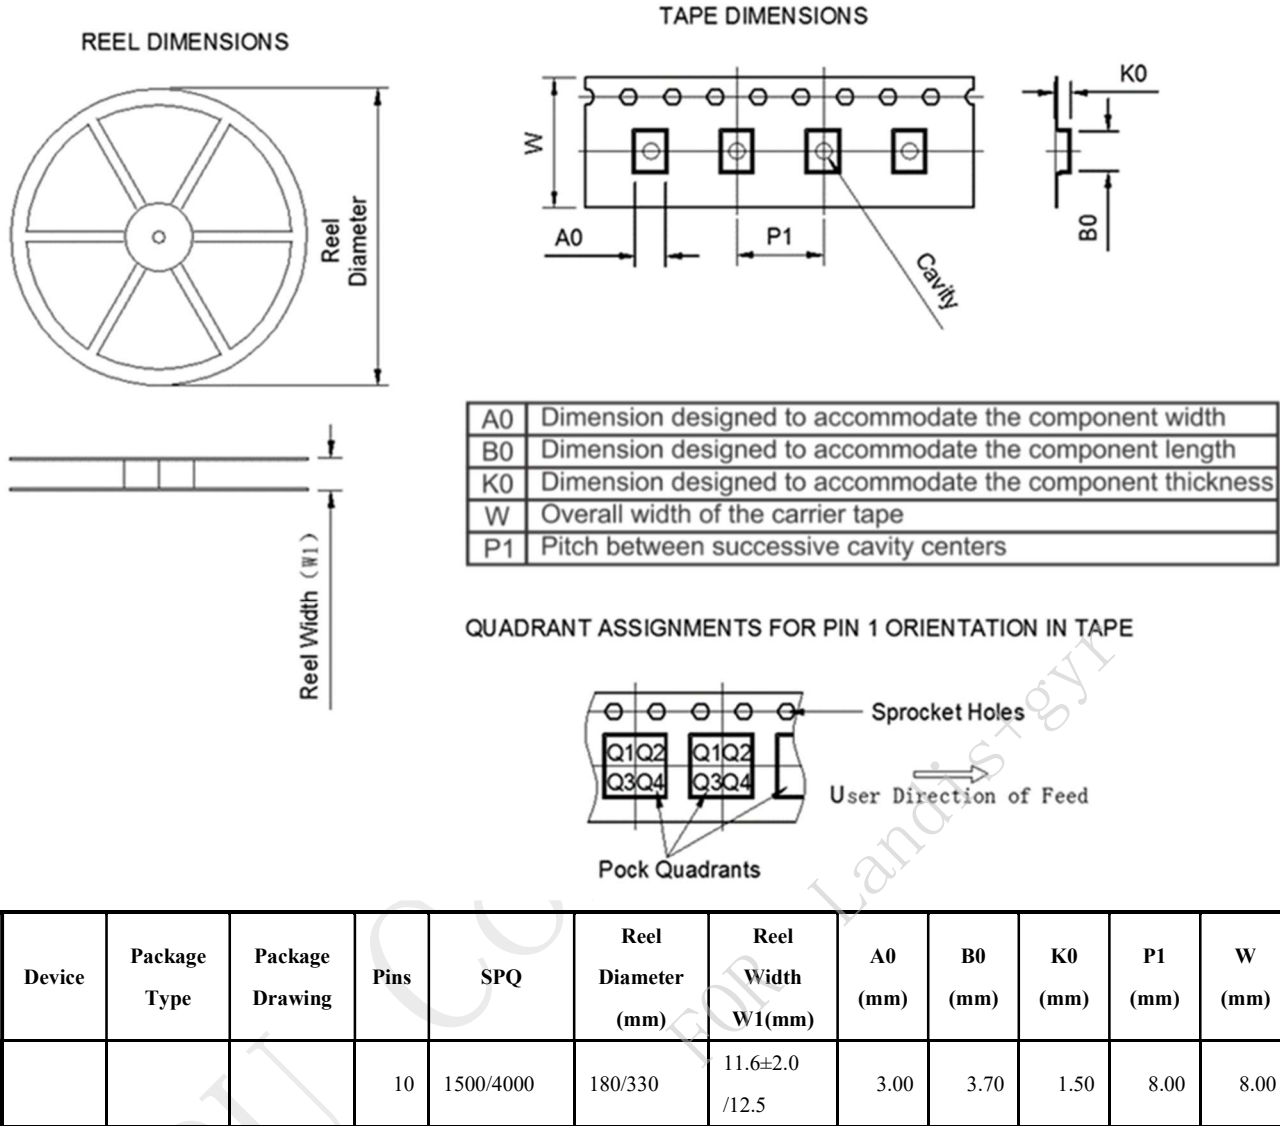 REEL DIMENSIONS
TAPE DIMENSIONS
Reel
Diameter
Reel Width (W1)
W
A0
P1
Cavity
K0
B0
A0 Dimension designed to accommodate the component width
B0 Dimension designed to accommodate the component length
K0 Dimension designed to accommodate the component thickness
W Overall width of the carrier tape
P1 Pitch between successive cavity centers
QUADRANT ASSIGNMENTS FOR PIN 1 ORIENTATION IN TAPE
Q1 Q2 Q1 Q2
Q3 Q4 Q3 Q4
Sprocket Holes
User Direction of Feed
Pock Quadrants
FOR Landis+gyr
Device Package Type Package Drawing Pins SPQ Reel Diameter (mm) Reel Width W1(mm) A0 (mm) B0 (mm) K0 (mm) P1 (mm) W (mm)
10 1500/4000 180/330 11.6±2.0 /12.5 3.00 3.70 1.50 8.00 8.00